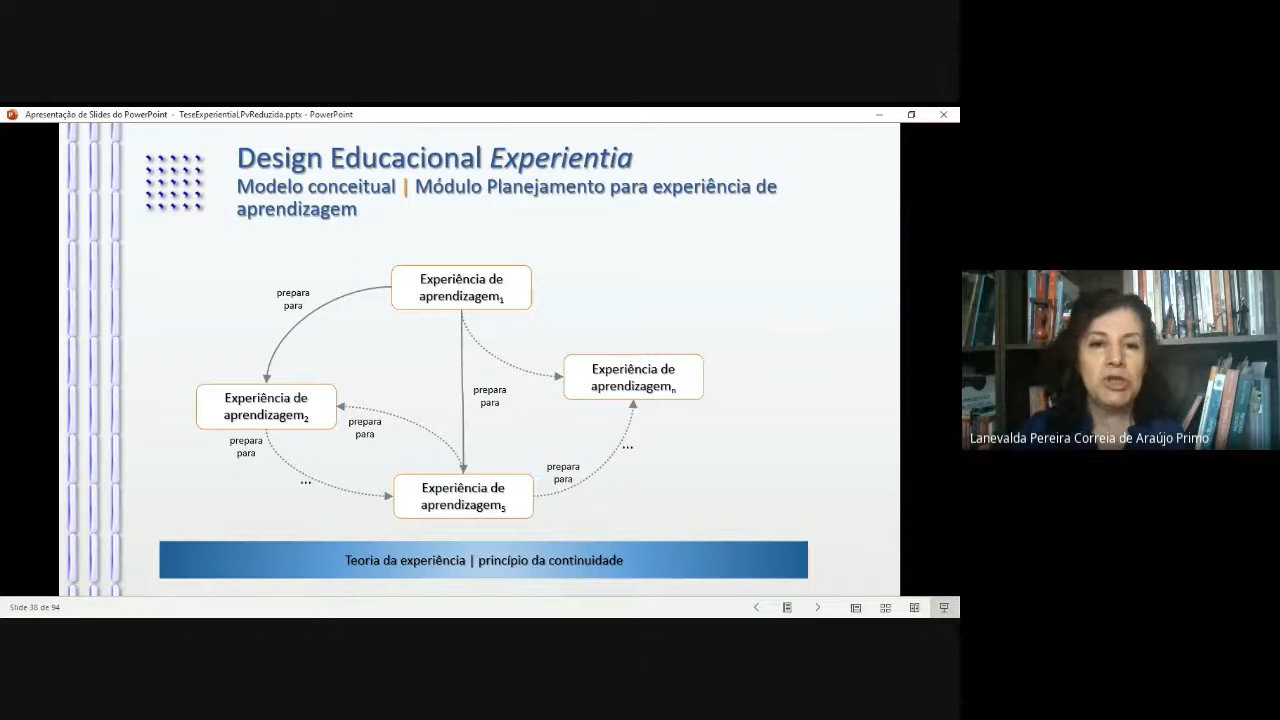 Apresentação de Slides do PowerPoint - TeseExperientiaLPvReduzida.pptx - PowerPoint
Design Educacional Experientia
Modelo conceitual | Módulo Planejamento para experiência de
aprendizagem
Experiência de
aprendizagem1
prepara
para
Experiência de
aprendizagemn
prepara
para
Experiência de
aprendizagem2
prepara
para
prepara
para
...
prepara
para
...
Experiência de
aprendizagem5
Teoria da experiência | princípio da continuidade
Lanevalda Pereira Correia de Araújo Primo
Slide 38 de 94